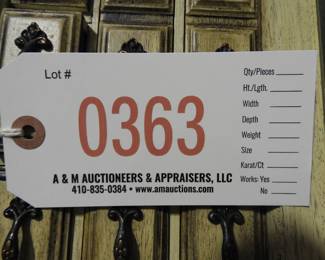 Lot #
0363
A & M AUCTIONEERS & APPRAISERS, LLC
410-835-0384 • www.amauctions.com
Qty/Pieces
Ht./Lgth.
Width
Depth
Weight
Size
Karat/Ct
Works: Yes
No